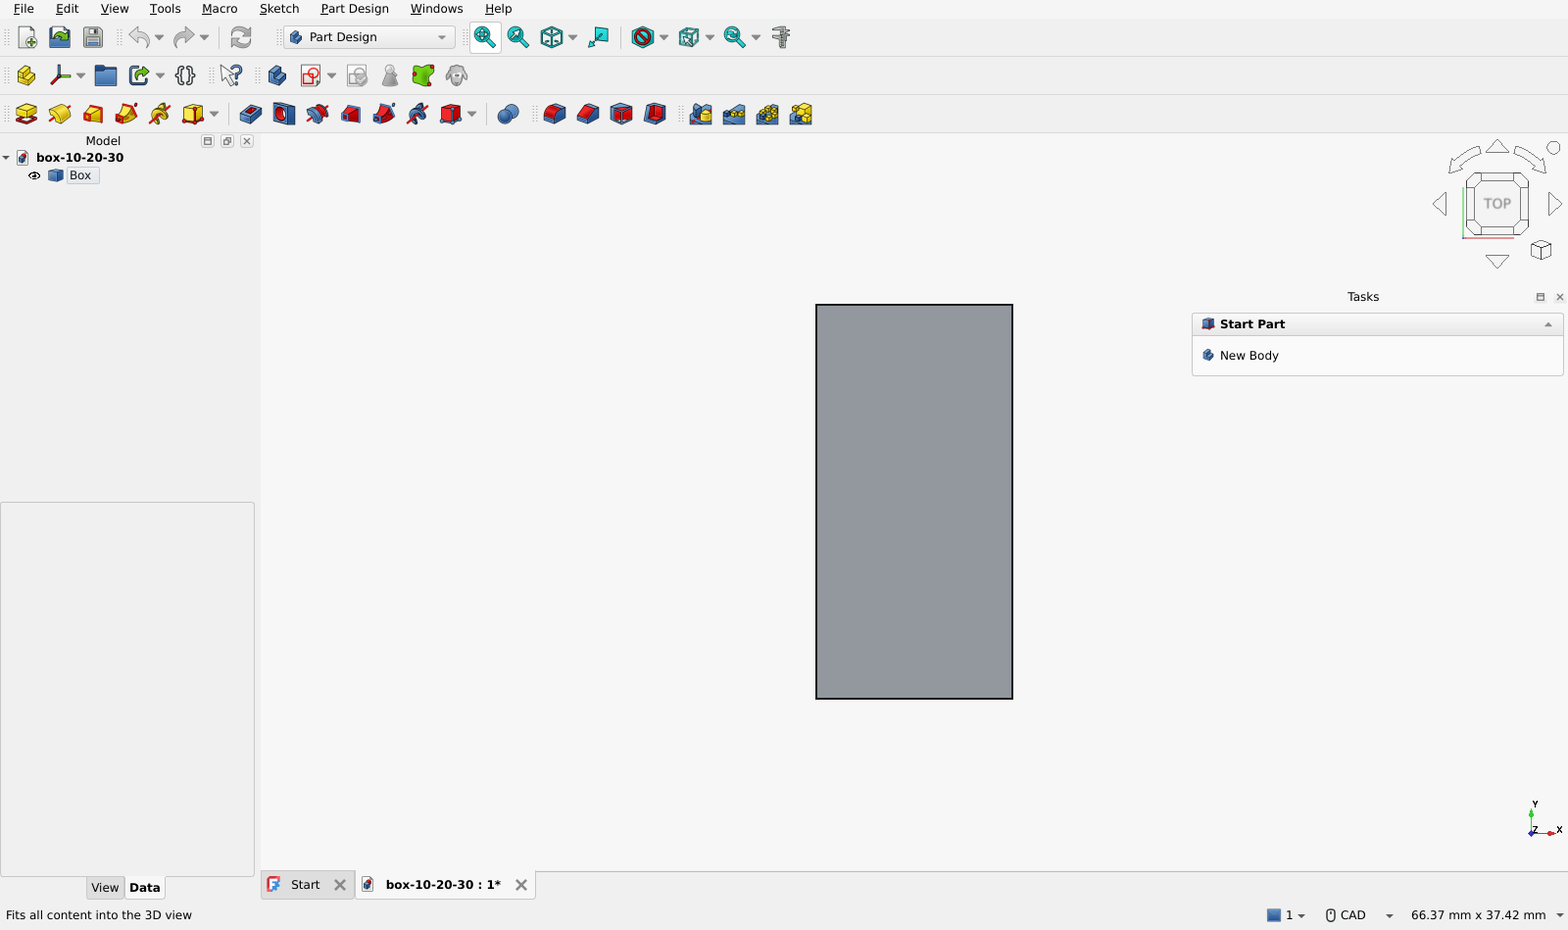 File Edit View Tools Macro Sketch Part Design Windows Help
Part Design
Model
box-10-20-30
Box
TOP
Tasks
Start Part
New Body
Y
Z X
View Data
Start
box-10-20-30 : 1*
Fits all content into the 3D view
1
CAD
66.37 mm x 37.42 mm